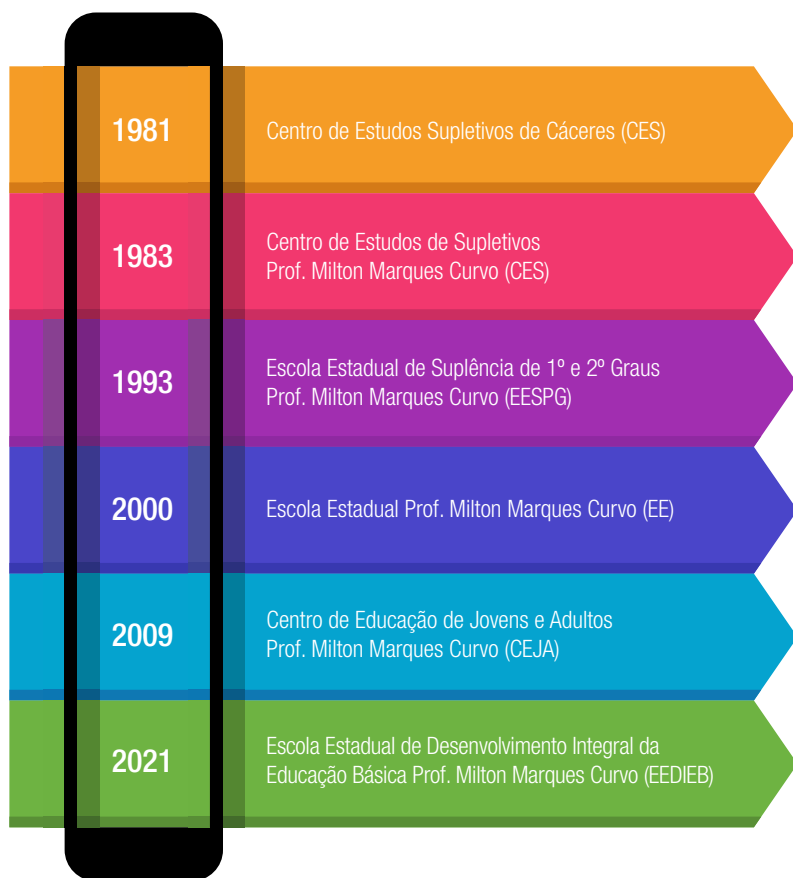 1981
Centro de Estudos Supletivos de Cáceres (CES)
1983
Centro de Estudos de Supletivos
Prof. Milton Marques Curvo (CES)
1993
Escola Estadual de Suplência de 1º e 2º Graus
Prof. Milton Marques Curvo (EESPG)
2000
Escola Estadual Prof. Milton Marques Curvo (EE)
2009
Centro de Educação de Jovens e Adultos
Prof. Milton Marques Curvo (CEJA)
2021
Escola Estadual de Desenvolvimento Integral da
Educação Básica Prof. Milton Marques Curvo (EEDIEB)